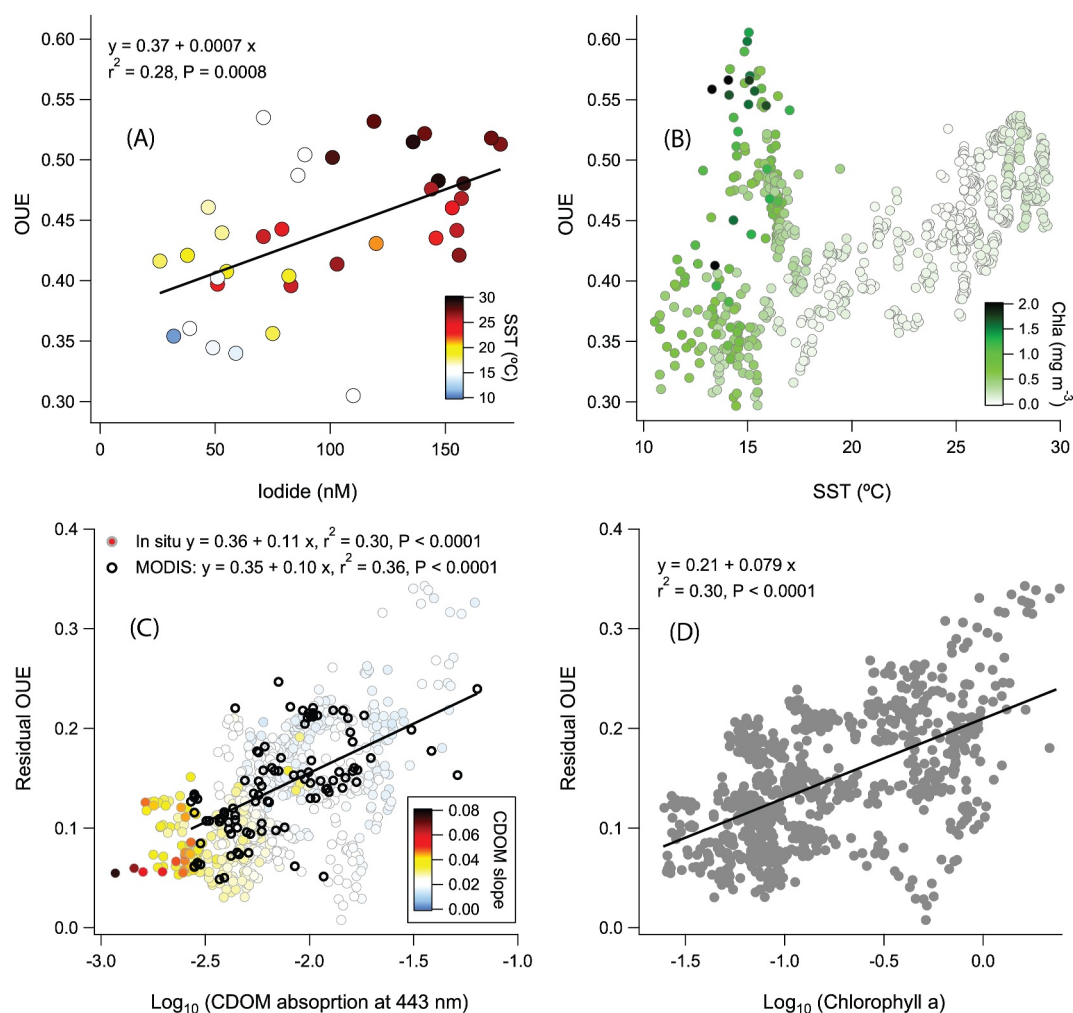 y = 0.37 + 0.0007 x
r2 = 0.28, P = 0.0008
(A)
OUE
0.60
0.55
0.50
0.45
0.40
0.35
0.30
0
50
100
150
Iodide (nM)
30
25
20
15
10
SST (ºC)
(B)
OUE
0.60
0.55
0.50
0.45
0.40
0.35
0.30
10
15
20
25
30
SST (ºC)
2.0
1.5
1.0
0.5
0.0
Chla (mg m-3)
In situ y = 0.36 + 0.11 x, r2 = 0.30, P < 0.0001
MODIS: y = 0.35 + 0.10 x, r2 = 0.36, P < 0.0001
(C)
Residual OUE
0.4
0.3
0.2
0.1
0.0
-3.0
-2.5
-2.0
-1.5
-1.0
Log10 (CDOM absoprtion at 443 nm)
0.08
0.06
0.04
0.02
0.00
CDOM slope
y = 0.21 + 0.079 x
r2 = 0.30, P < 0.0001
(D)
Residual OUE
0.4
0.3
0.2
0.1
0.0
-1.5
-1.0
-0.5
0.0
Log10 (Chlorophyll a)